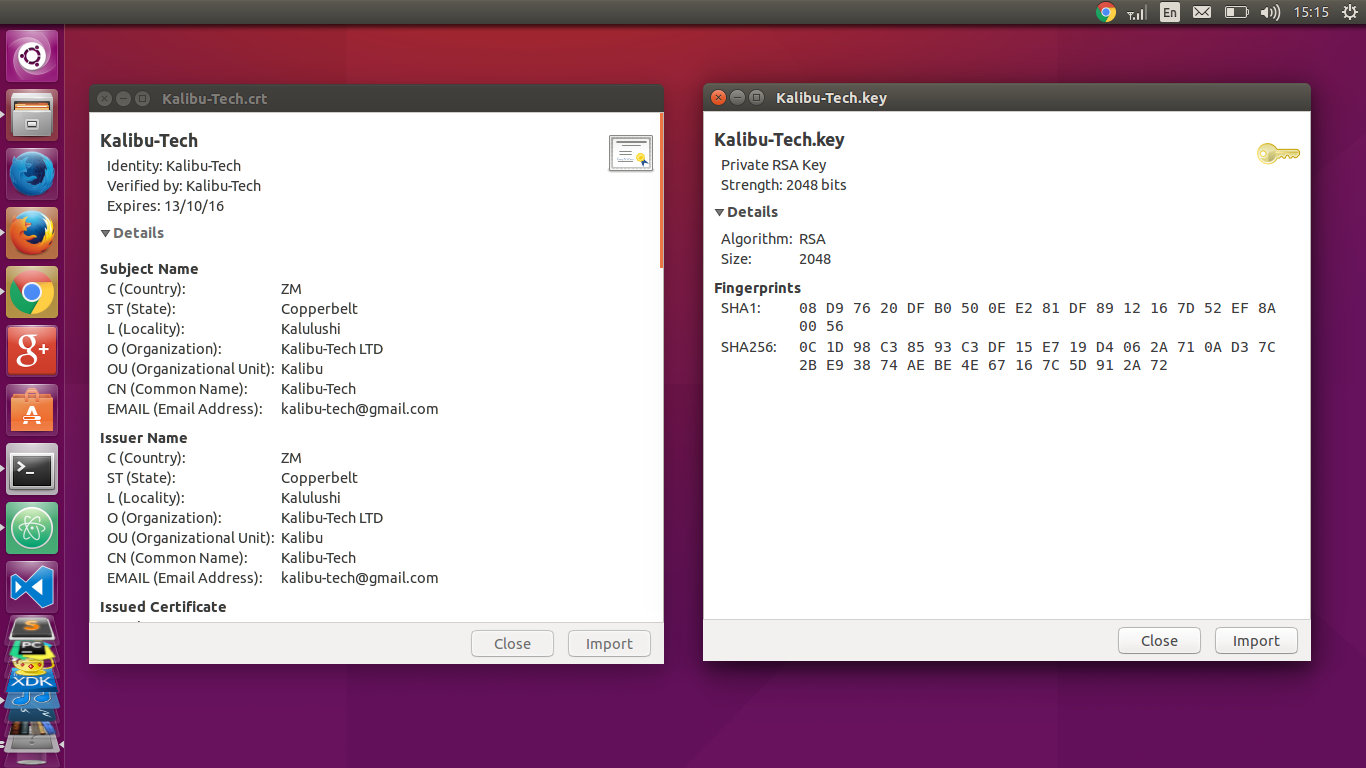 En
15:15
Kalibu-Tech.crt
Kalibu-Tech
Identity: Kalibu-Tech
Verified by: Kalibu-Tech
Expires: 13/10/16
Details
Subject Name
C (Country): ZM
ST (State): Copperbelt
L (Locality): Kalulushi
O (Organization): Kalibu-Tech LTD
OU (Organizational Unit): Kalibu
CN (Common Name): Kalibu-Tech
EMAIL (Email Address): kalibu-tech@gmail.com
Issuer Name
C (Country): ZM
ST (State): Copperbelt
L (Locality): Kalulushi
O (Organization): Kalibu-Tech LTD
OU (Organizational Unit): Kalibu
CN (Common Name): Kalibu-Tech
EMAIL (Email Address): kalibu-tech@gmail.com
Issued Certificate
Close Import
Kalibu-Tech.key
Kalibu-Tech.key
Private RSA Key
Strength: 2048 bits
Details
Algorithm: RSA
Size: 2048
Fingerprints
SHA1: 08 D9 76 20 DF B0 50 0E E2 81 DF 89 12 16 7D 52 EF 8A
00 56
SHA256: 0C 1D 98 C3 85 93 C3 DF 15 E7 19 D4 06 2A 71 0A D3 7C
2B E9 38 74 AE BE 4E 67 16 7C 5D 91 2A 72
Close Import
g+
A
>_
S
PC
XDK